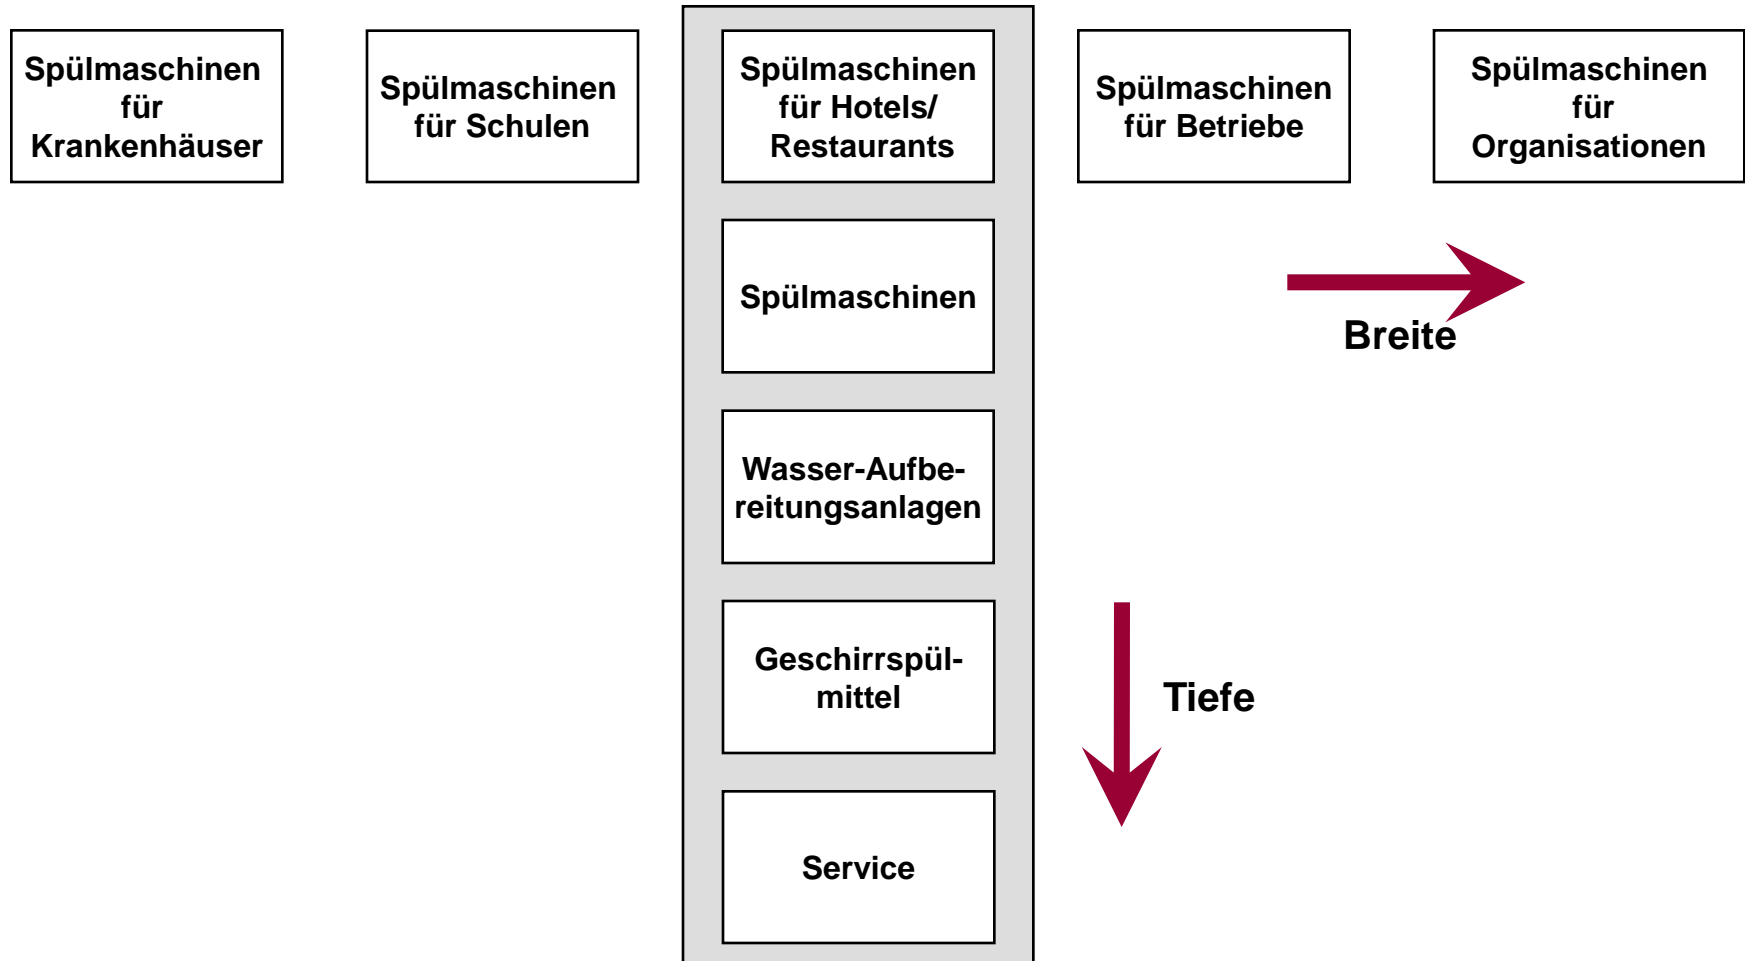 Spülmaschinen
für
Krankenhäuser
Spülmaschinen
für Schulen
Spülmaschinen
für Hotels/
Restaurants
Spülmaschinen
für Betriebe
Spülmaschinen
für
Organisationen
Spülmaschinen
Breite
Wasser-Aufbe-
reitungsanlagen
Geschirrspül-
mittel
Tiefe
Service